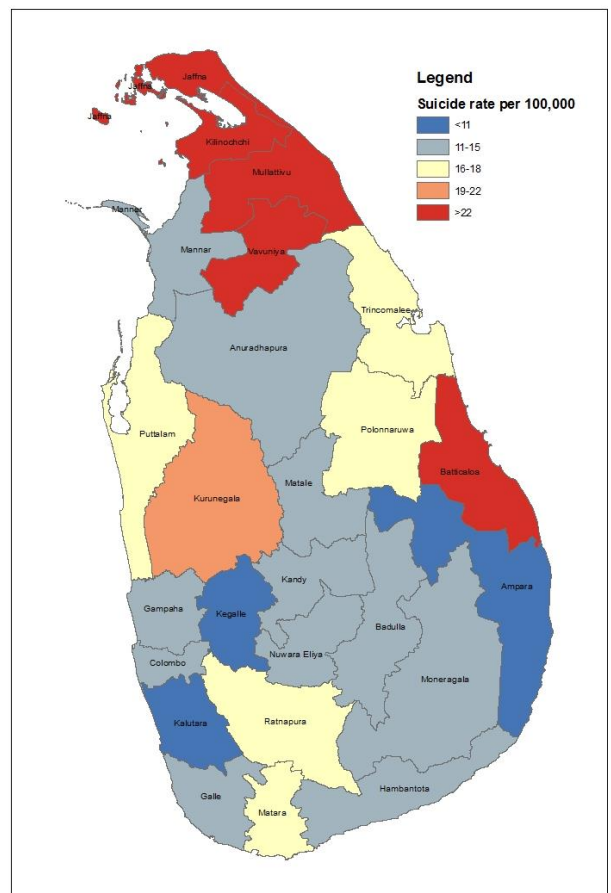 Jaffna
Legend
Suicide rate per 100,000
<11
11-15
16-18
19-22
>22
Jaffna
Jaffna
Kilinochchi
Mullattivu
Mannar
Mannar
Vavuniya
Trincomalee
Anuradhapura
Puttalam
Polonnaruwa
Batticaloa
Kurunegala
Matale
Kandy
Ampara
Gampaha
Kegalle
Badulla
Nuwara Eliya
Colombo
Moneragala
Kalutara
Ratnapura
Hambantota
Galle
Matara